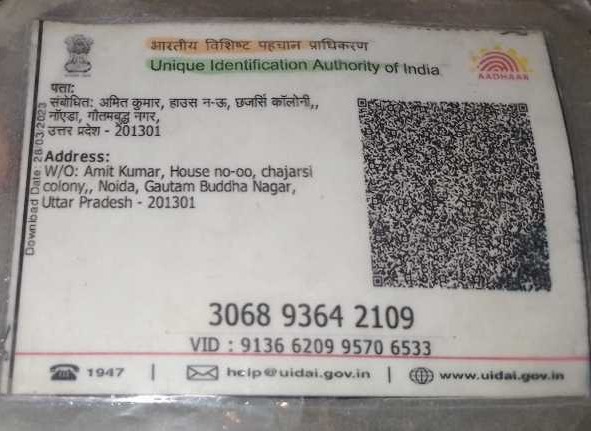 भारतीय विशिष्ट पहचान प्राधिकरण
Unique Identification Authority of India
AADHAAR
पता:
संबोधित: अमित कुमार, हाउस न-ऊ, छजर्सि कॉलोनी,,
नॉएडा, गौतमबुद्ध नगर,
उत्तर प्रदेश - 201301
Address:
W/O: Amit Kumar, House no-oo, chajarsi
colony,, Noida, Gautam Buddha Nagar,
Uttar Pradesh - 201301
Download Date: 28/03/2023
3068 9364 2109
VID : 9136 6209 9570 6533
1947 | help@uidai.gov.in | www.uidai.gov.in